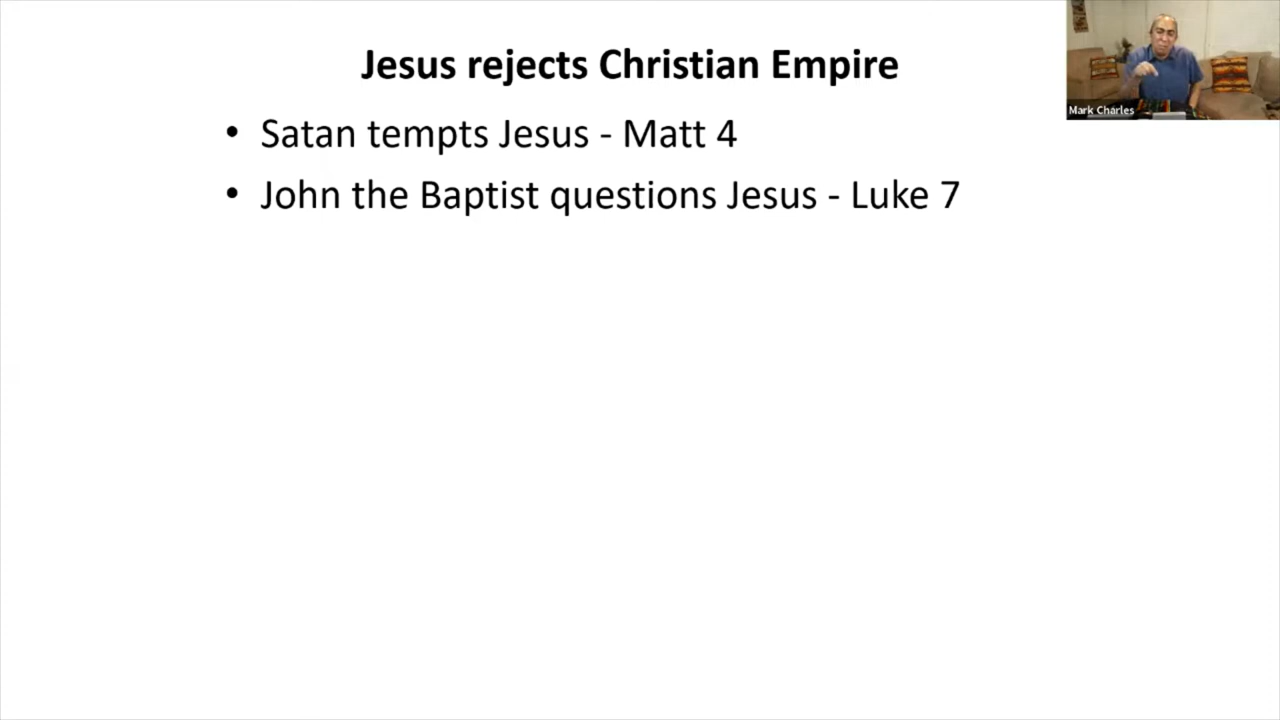 Jesus rejects Christian Empire
• Satan tempts Jesus - Matt 4
• John the Baptist questions Jesus - Luke 7
Mark Charles